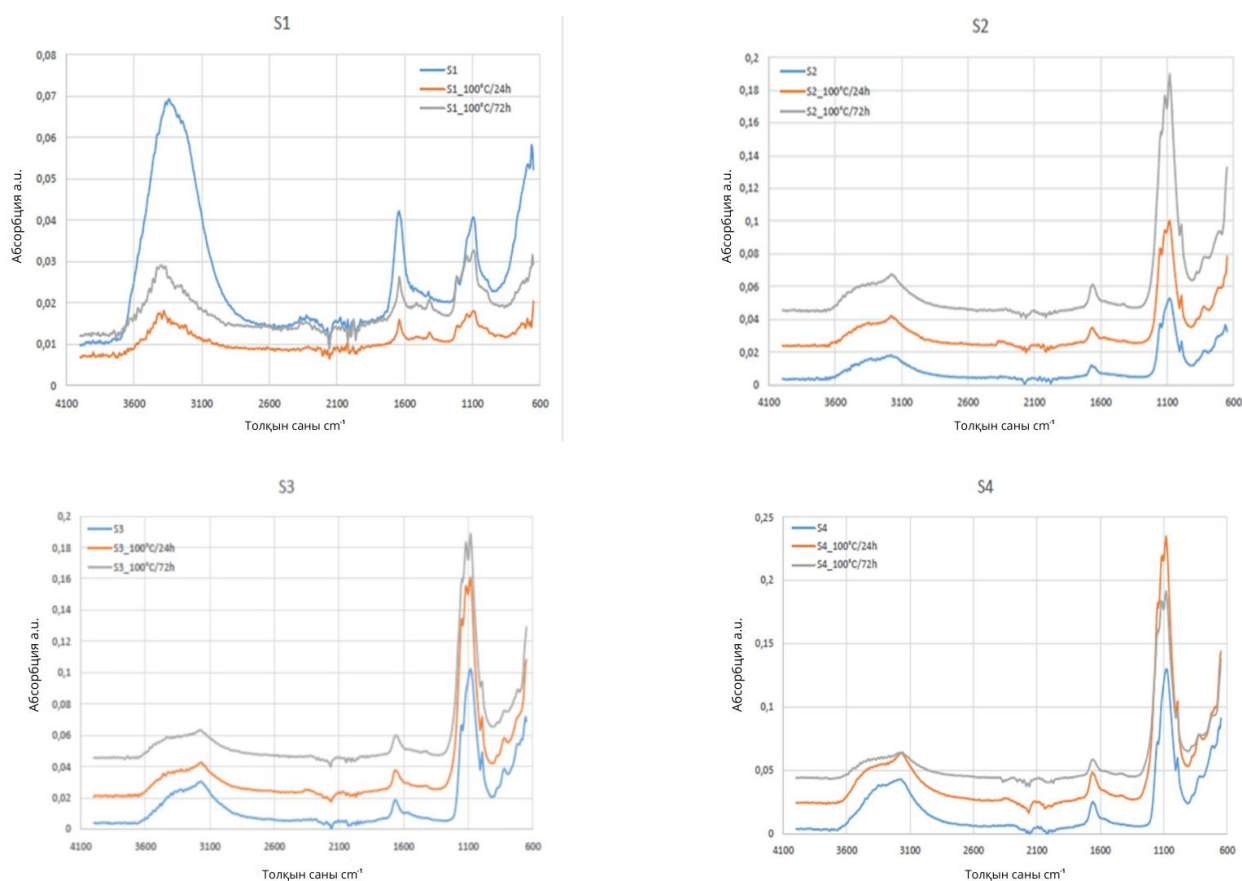 S1
0,08
0,07
0,06
0,05
0,04
0,03
0,02
0,01
0
S1
S1_100°C/24h
S1_100°C/72h
Абсорбция a.u.
4100 3600 3100 2600 2100 1600 1100 600
Толқын саны cm⁻¹
S2
0,2
0,18
0,16
0,14
0,12
0,1
0,08
0,06
0,04
0,02
0
S2
S2_100°C/24h
S2_100°C/72h
Абсорбция a.u.
4100 3600 3100 2600 2100 1600 1100 600
Толқын саны cm⁻¹
S3
0,2
0,18
0,16
0,14
0,12
0,1
0,08
0,06
0,04
0,02
0
S3
S3_100°C/24h
S3_100°C/72h
Абсорбция a.u.
4100 3600 3100 2600 2100 1600 1100 600
Толқын саны cm⁻¹
S4
0,25
0,2
0,15
0,1
0,05
0
S4
S4_100°C/24h
S4_100°C/72h
Абсорбция a.u.
4100 3600 3100 2600 2100 1600 1100 600
Толқын саны cm⁻¹